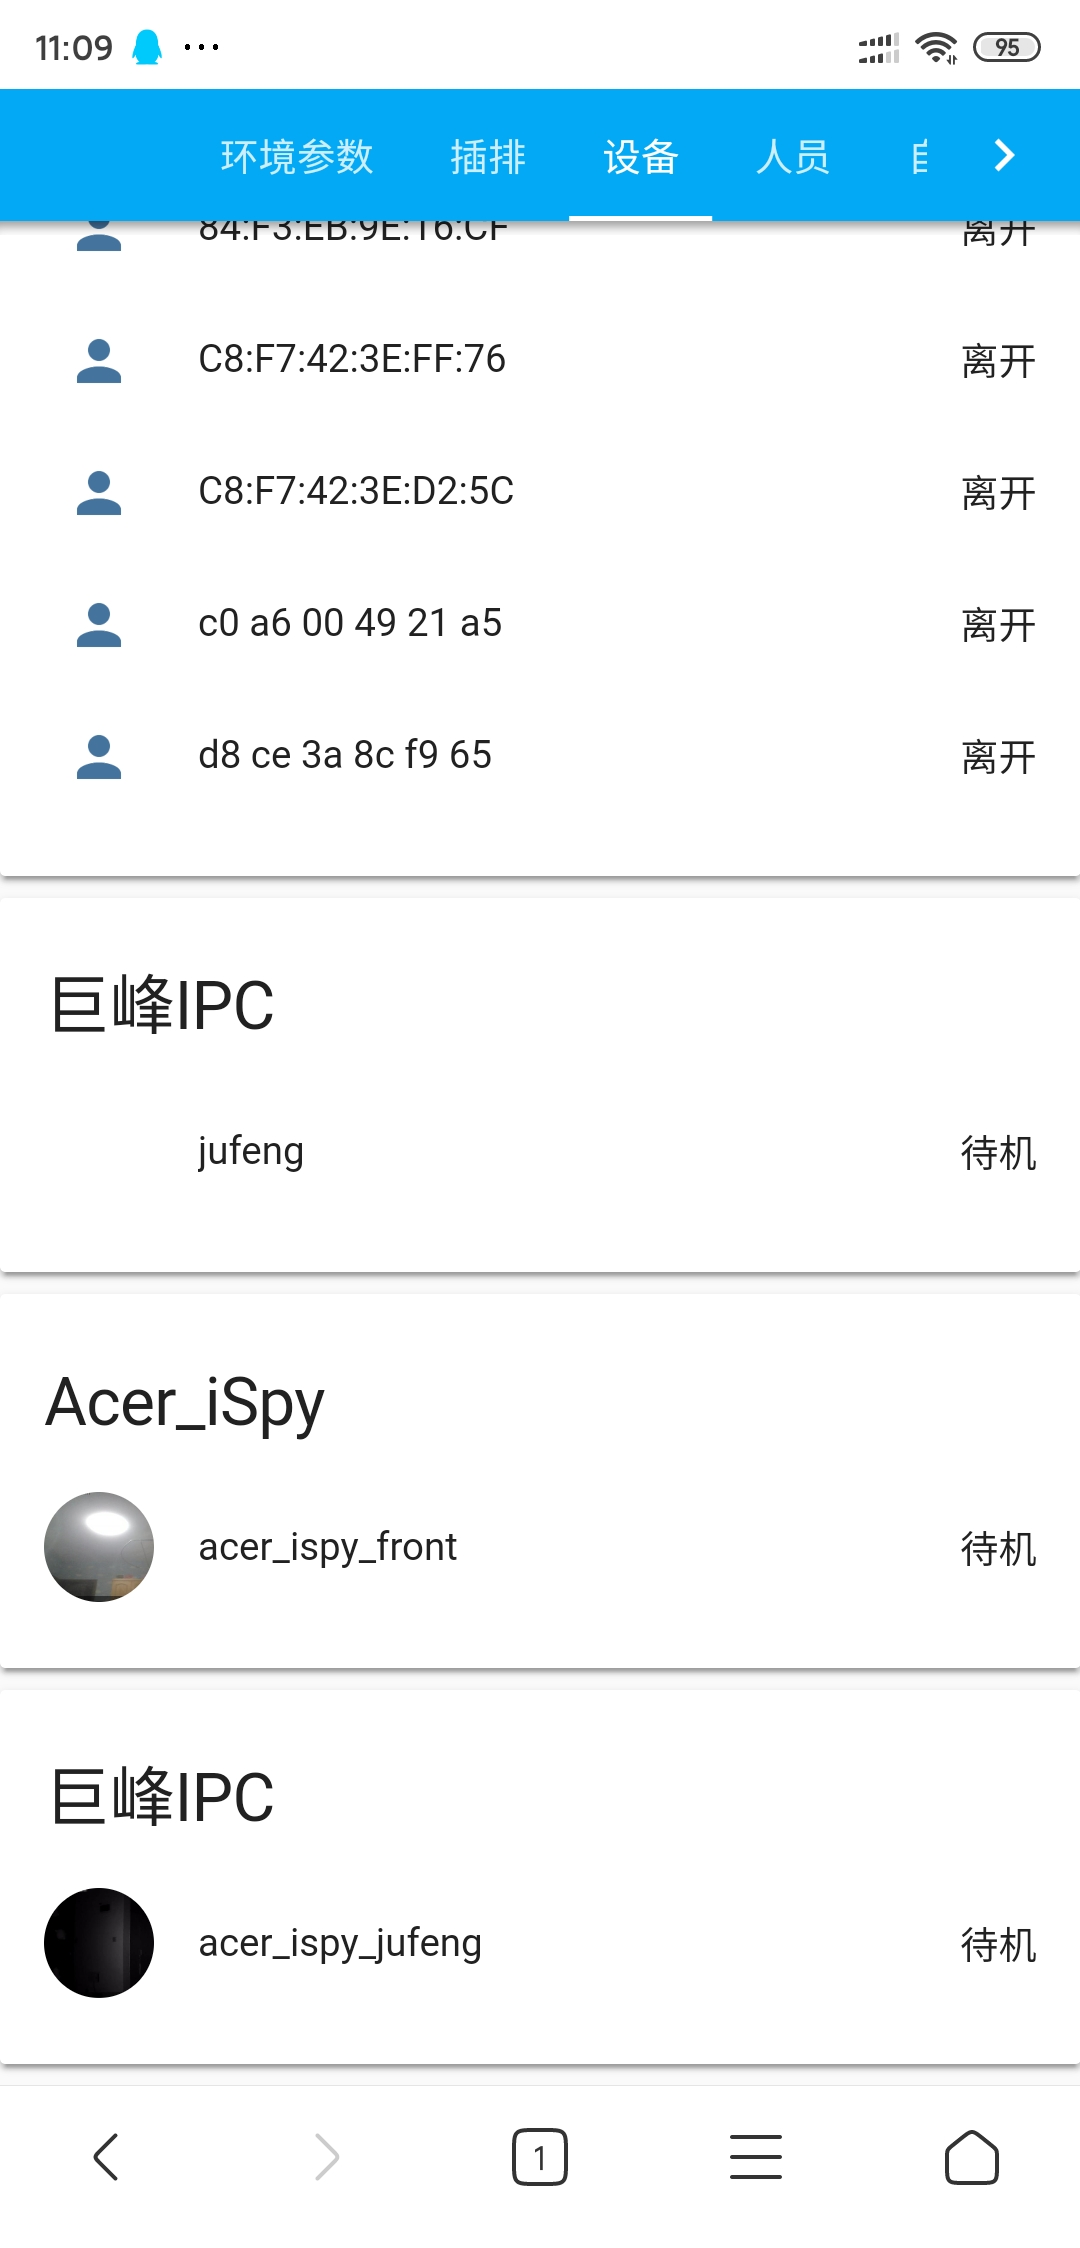 11:09 ... 95
环境参数 插排 设备 人员
84:F3:EB:9E:16:CF 离开
C8:F7:42:3E:FF:76 离开
C8:F7:42:3E:D2:5C 离开
c0 a6 00 49 21 a5 离开
d8 ce 3a 8c f9 65 离开
巨峰IPC
jufeng 待机
Acer_iSpy
acer_ispy_front 待机
巨峰IPC
acer_ispy_jufeng 待机
1